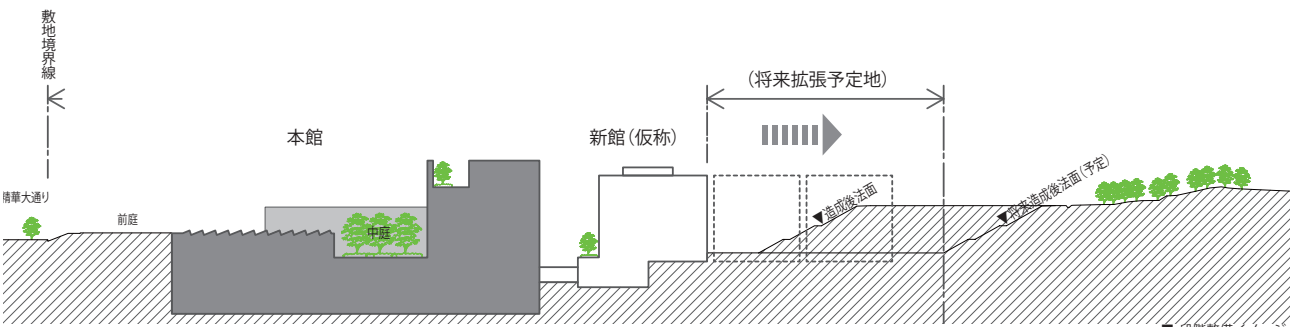 敷地境界線
(将来拡張予定地)
本館
新館(仮称)
精華大通り
前庭
中庭
▼造成後法面
▼将来造成後法面(予定)